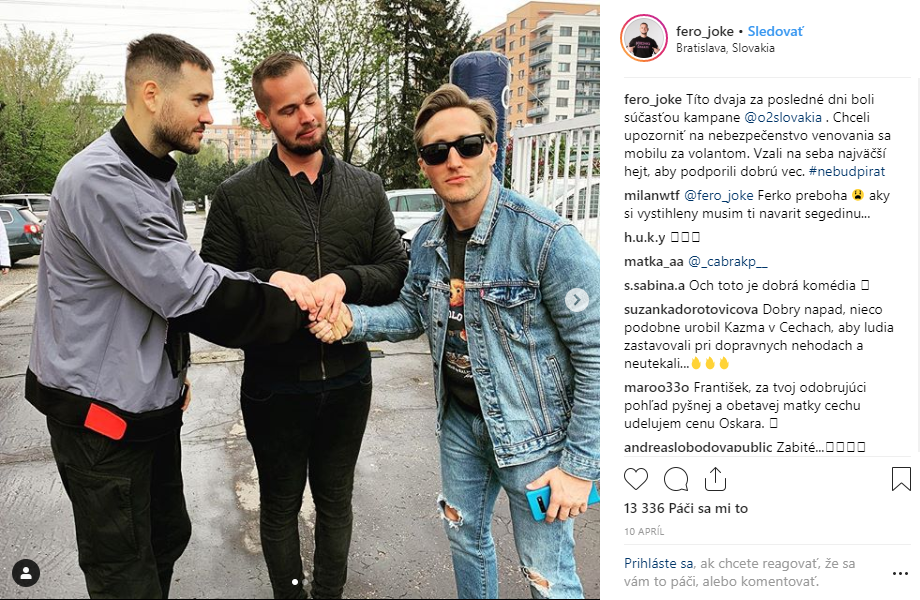 fero_joke • Sledovať
Bratislava, Slovakia
fero_joke Títo dvaja za posledné dni boli
súčasťou kampane @o2slovakia . Chceli
upozorniť na nebezpečenstvo venovania sa
mobilu za volantom. Vzali na seba najväčší
hejt, aby podporili dobrú vec. #nebudpirat
milanwtf @fero_joke Ferko preboha 😫 aky
si vystihleny musim ti navarit segedinu...
h.u.k.y
matka_aa @_cabrakp__
s.sabina.a Och toto je dobrá komédia
suzankadorotovicova Dobry napad, nieco
podobne urobil Kazma v Cechach, aby ludia
zastavovali pri dopravnych nehodach a
neutekali...
maroo33o František, za tvoj odobrujúci
pohľad pyšnej a obetavej matky cechu
udelujem cenu Oskara.
andreaslobodovapublic Zabité...
13 336 Páči sa mi to
10 APRÍL
Prihláste sa, ak chcete reagovať, že sa
vám to páči, alebo komentovať.